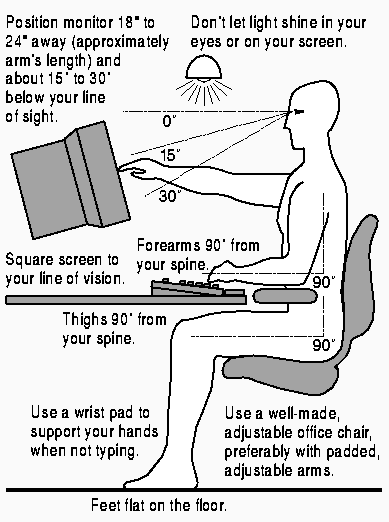 Position monitor 18" to
24" away (approximately
arm's length) and
about 15° to 30°
below your line
of sight.
Don't let light shine in your
eyes or on your screen.
0°
15°
30°
Square screen to
your line of vision.
Forearms 90° from
your spine.
90°
Thighs 90° from
your spine.
90°
Use a wrist pad to
support your hands
when not typing.
Use a well-made,
adjustable office chair,
preferably with padded,
adjustable arms.
Feet flat on the floor.